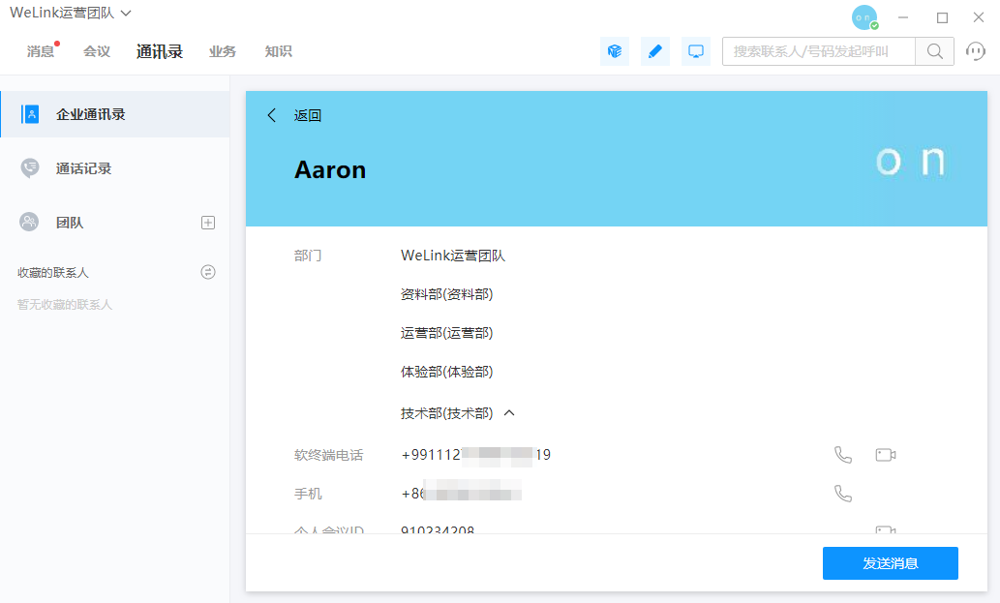 WeLink运营团队
on
消息 会议 通讯录 业务 知识
搜索联系人/号码发起呼叫
企业通讯录
通话记录
团队
收藏的联系人
暂无收藏的联系人
返回
Aaron
on
部门 WeLink运营团队
资料部(资料部)
运营部(运营部)
体验部(体验部)
技术部(技术部)
软终端电话 +991112 19
手机 +86
个人会议ID 910234208
发送消息